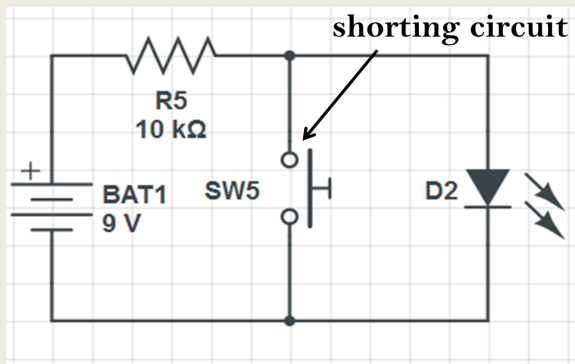 shorting circuit
R5
10 kΩ
+
BAT1
9 V
SW5
D2